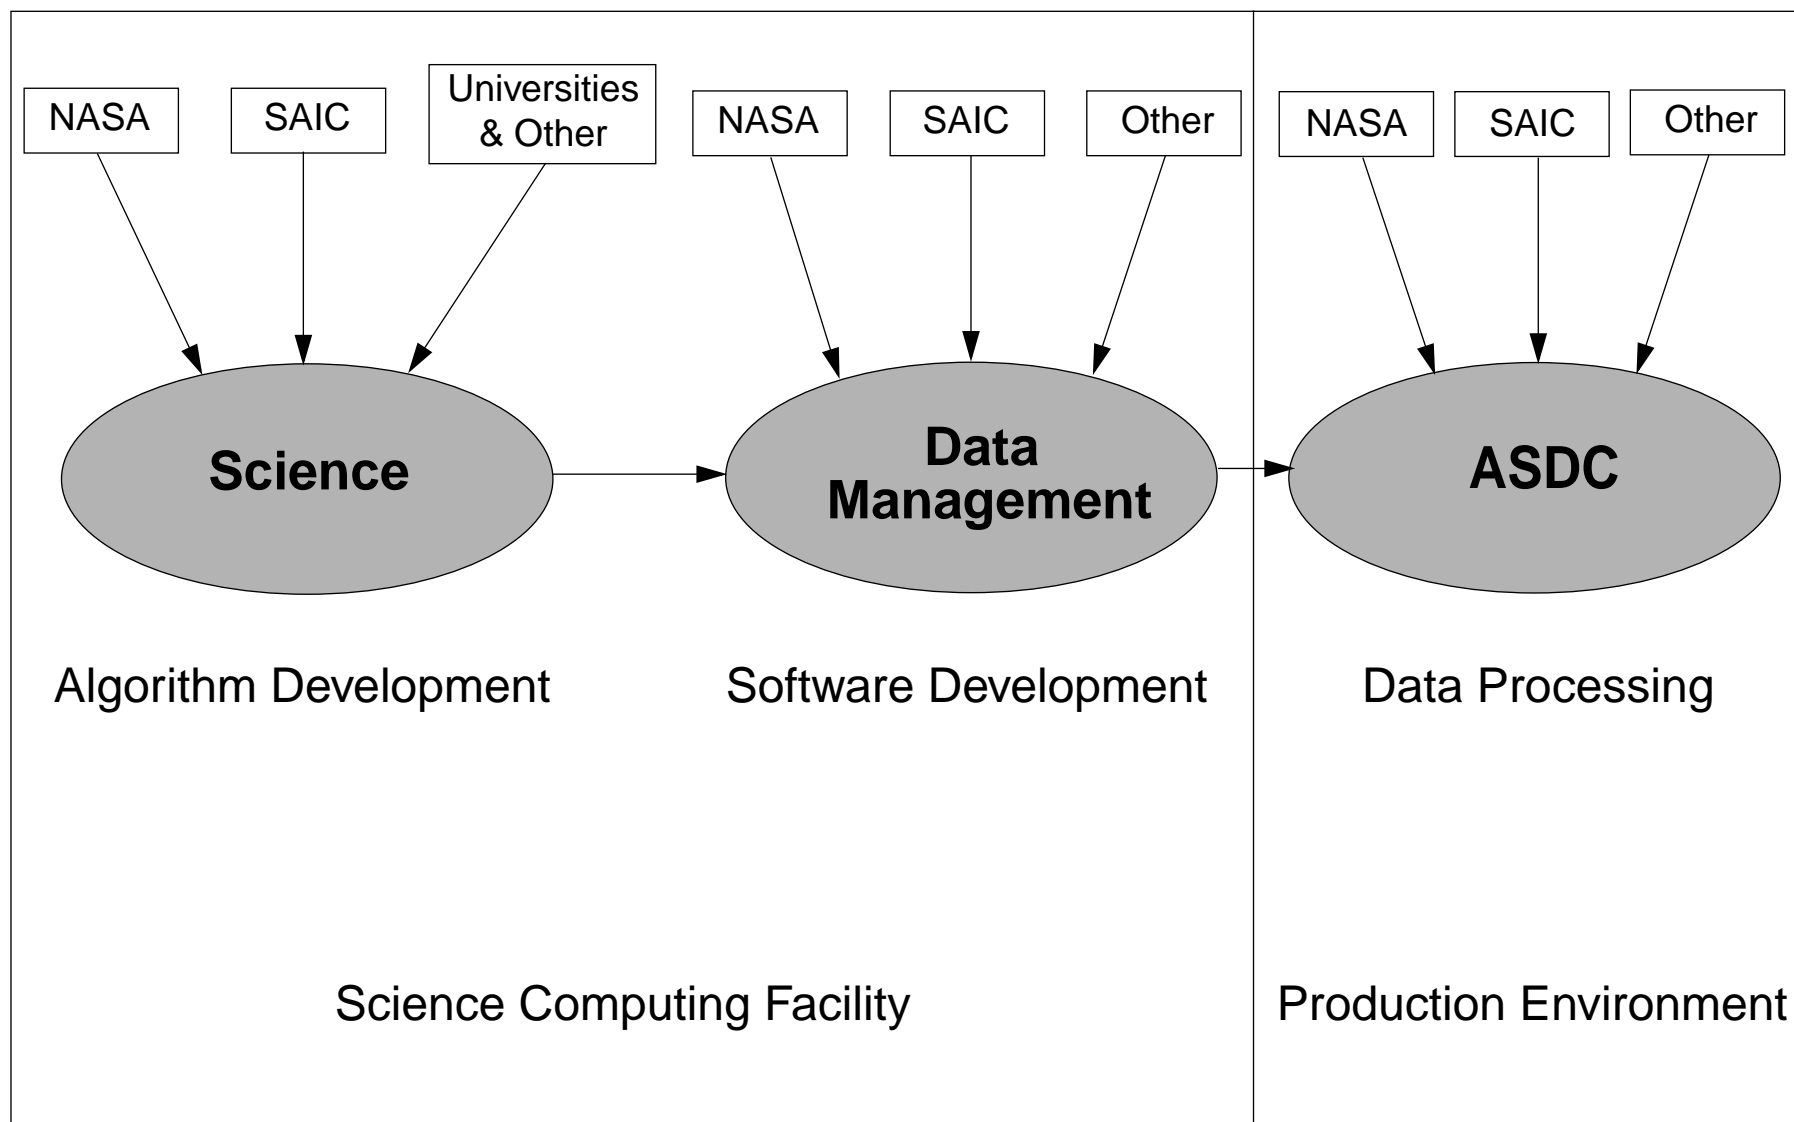 NASA
SAIC
Universities
& Other
NASA
SAIC
Other
NASA
SAIC
Other
Science
Data
Management
ASDC
Algorithm Development
Software Development
Data Processing
Science Computing Facility
Production Environment